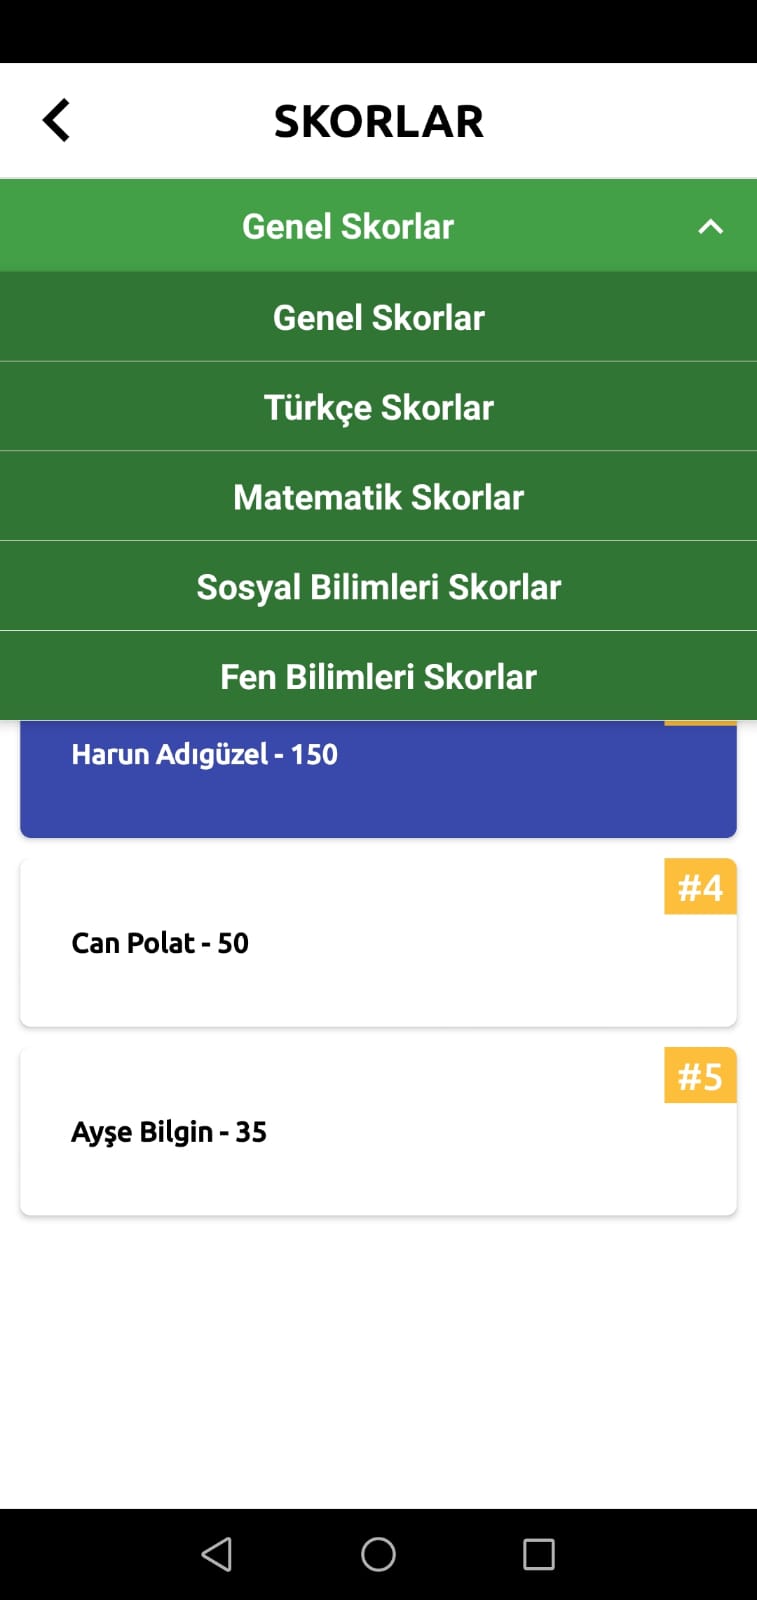 SKORLAR
Genel Skorlar
Genel Skorlar
Türkçe Skorlar
Matematik Skorlar
Sosyal Bilimleri Skorlar
Fen Bilimleri Skorlar
Harun Adıgüzel - 150
#4
Can Polat - 50
#5
Ayşe Bilgin - 35